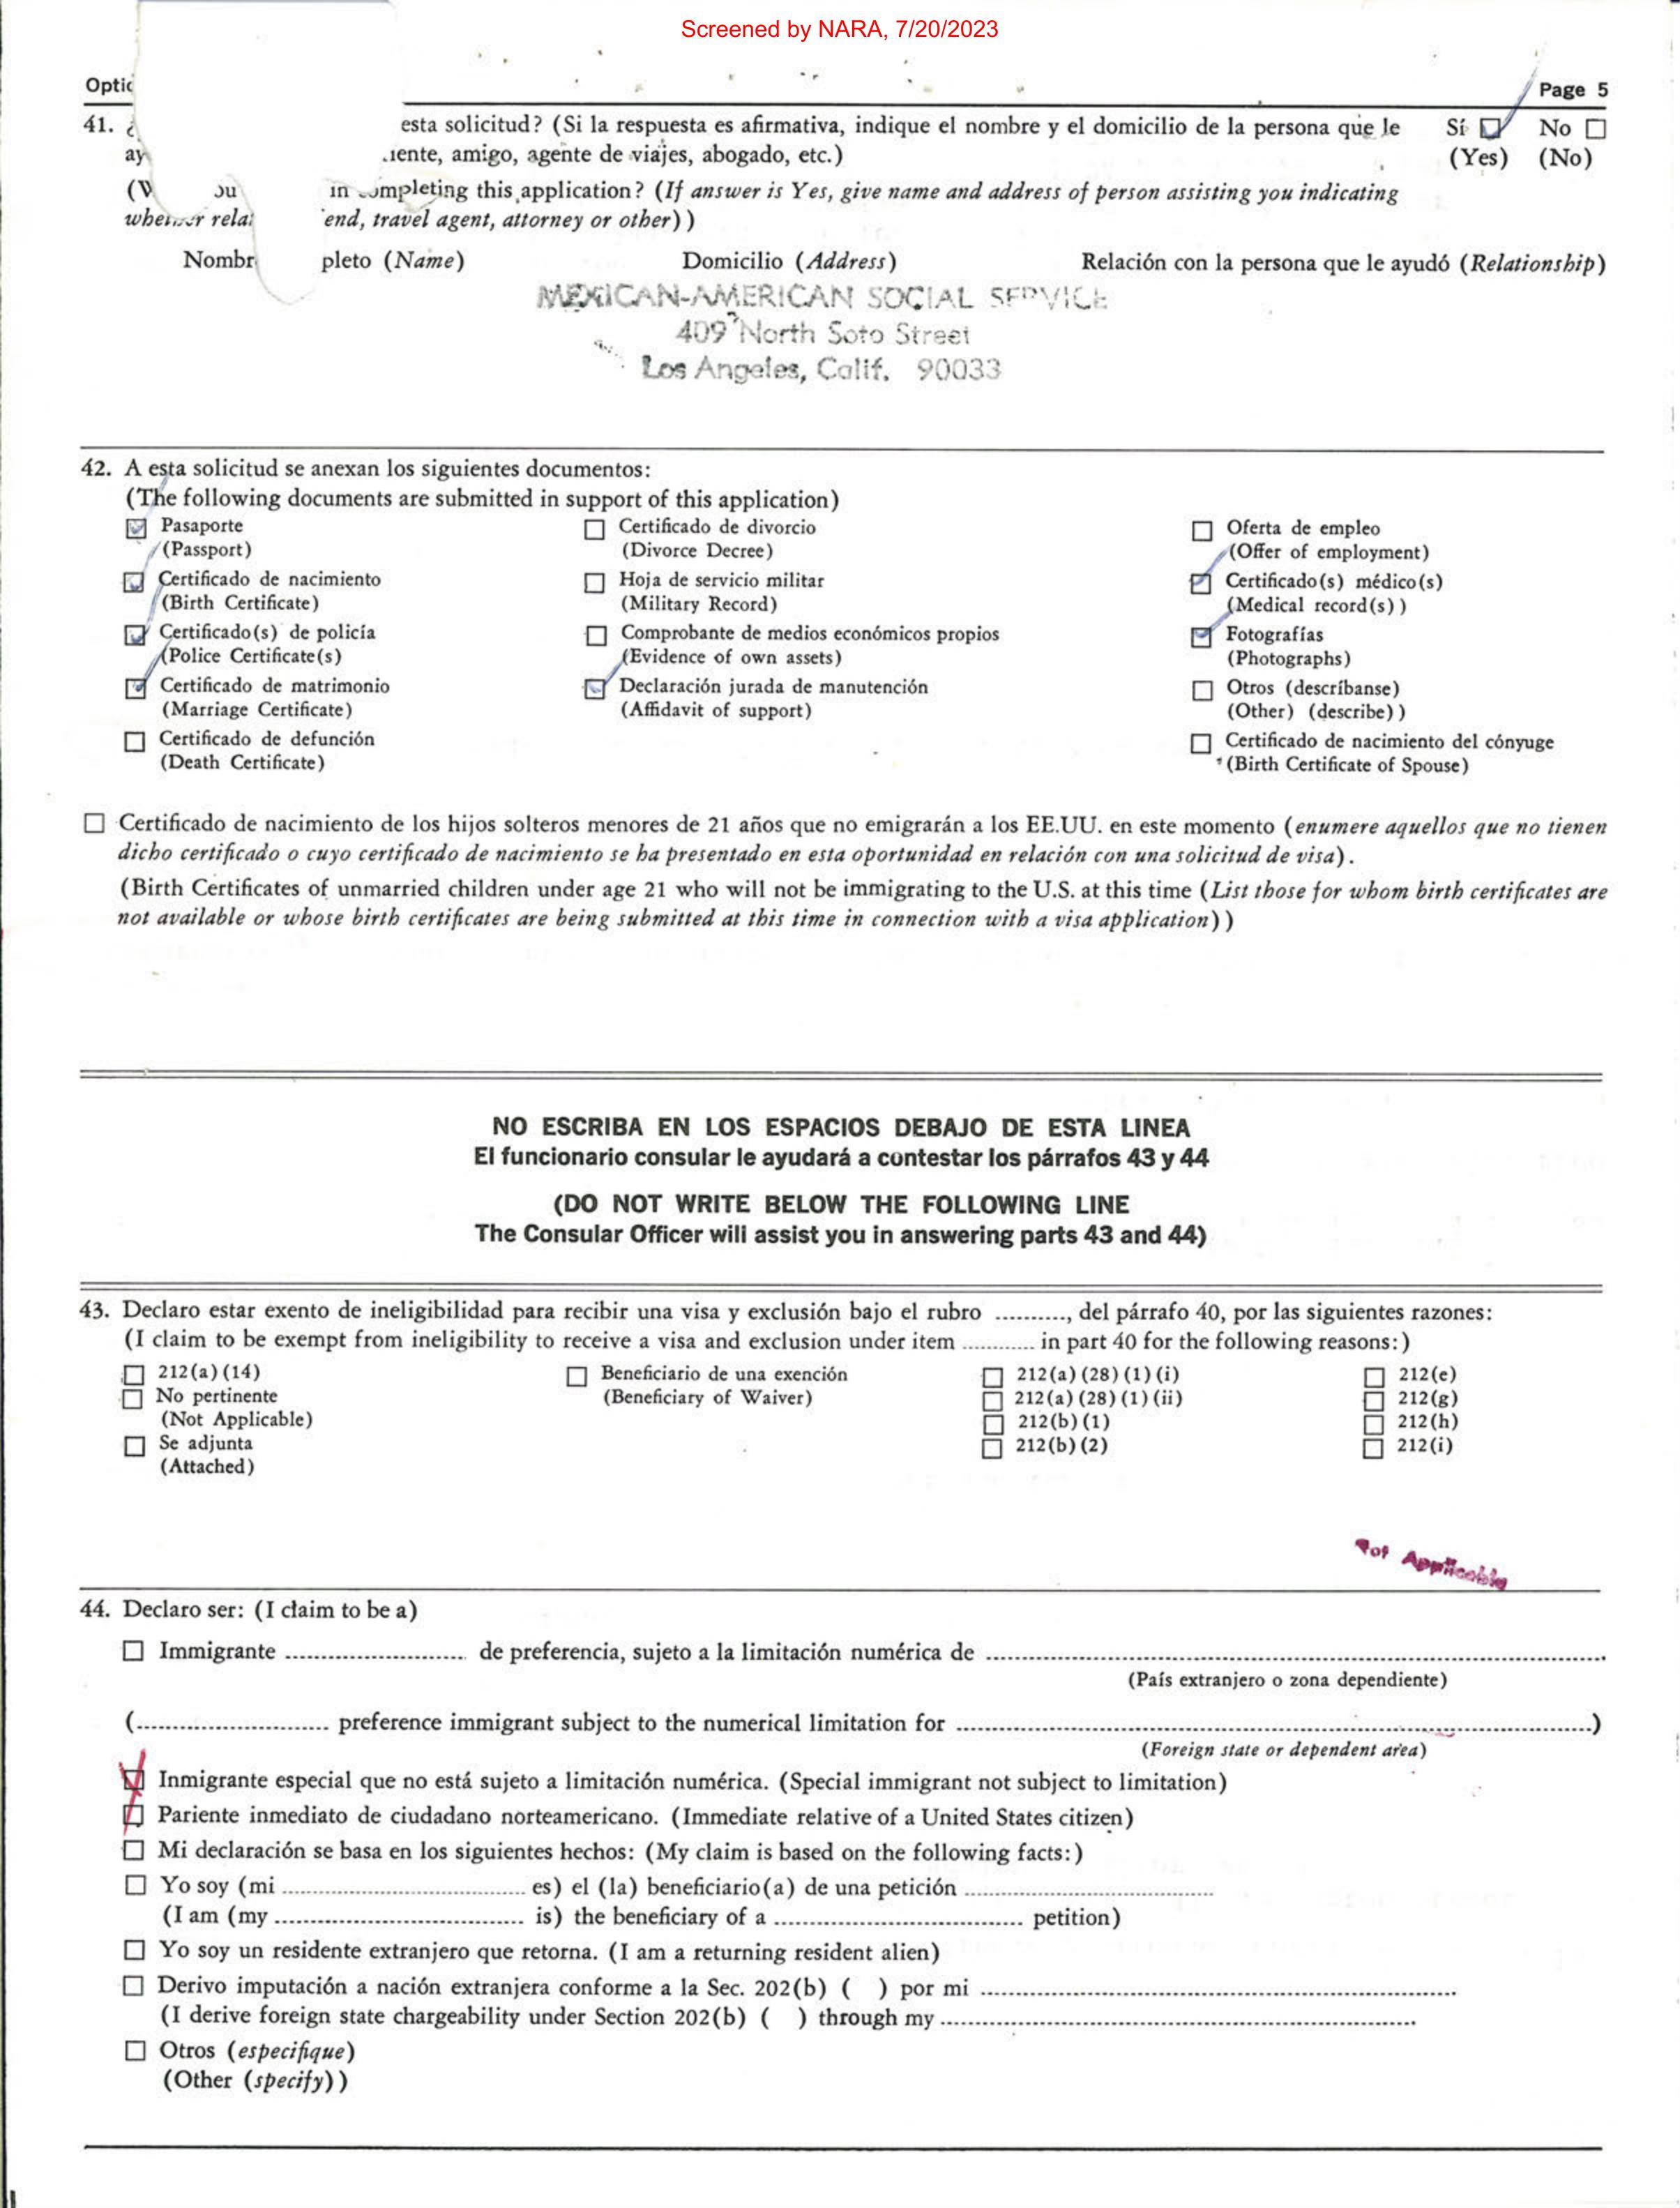 Screened by NARA, 7/20/2023
Page 5
41. ¿ esta solicitud? (Si la respuesta es afirmativa, indique el nombre y el domicilio de la persona que le Sí ☑ No ☐
amigo, agente de viajes, abogado, etc.) (Yes) (No)
in completing this application? (If answer is Yes, give name and address of person assisting you indicating
travel agent, attorney or other))
(Name) Domicilio (Address) Relación con la persona que le ayudó (Relationship)
MEXICAN-AMERICAN SOCIAL SERVICE
409 North Soto Street
Los Angeles, Calif. 90033
42. A esta solicitud se anexan los siguientes documentos:
(The following documents are submitted in support of this application)
☑ Pasaporte ☐ Certificado de divorcio ☐ Oferta de empleo
(Passport) (Divorce Decree) (Offer of employment)
☑ Certificado de nacimiento ☐ Hoja de servicio militar ☑ Certificado(s) médico(s)
(Birth Certificate) (Military Record) (Medical record(s))
☑ Certificado(s) de policía ☐ Comprobante de medios económicos propios ☑ Fotografías
(Police Certificate(s) (Evidence of own assets) (Photographs)
☑ Certificado de matrimonio ☑ Declaración jurada de manutención ☐ Otros (descríbanse)
(Marriage Certificate) (Affidavit of support) (Other) (describe))
☐ Certificado de defunción ☐ Certificado de nacimiento del cónyuge
(Death Certificate) (Birth Certificate of Spouse)
☐ Certificado de nacimiento de los hijos solteros menores de 21 años que no emigrarán a los EE.UU. en este momento (enumere aquellos que no tienen
dicho certificado o cuyo certificado de nacimiento se ha presentado en esta oportunidad en relación con una solicitud de visa).
(Birth Certificates of unmarried children under age 21 who will not be immigrating to the U.S. at this time (List those for whom birth certificates are
not available or whose birth certificates are being submitted at this time in connection with a visa application))
NO ESCRIBA EN LOS ESPACIOS DEBAJO DE ESTA LINEA
El funcionario consular le ayudará a contestar los párrafos 43 y 44
(DO NOT WRITE BELOW THE FOLLOWING LINE
The Consular Officer will assist you in answering parts 43 and 44)
43. Declaro estar exento de ineligibilidad para recibir una visa y exclusión bajo el rubro .........., del párrafo 40, por las siguientes razones:
(I claim to be exempt from ineligibility to receive a visa and exclusion under item .......... in part 40 for the following reasons:)
☐ 212(a)(14) ☐ Beneficiario de una exención ☐ 212(a)(28)(1)(i) ☐ 212(e)
☐ No pertinente (Beneficiary of Waiver) ☐ 212(a)(28)(1)(ii) ☐ 212(g)
(Not Applicable) ☐ 212(b)(1) ☐ 212(h)
☐ Se adjunta ☐ 212(b)(2) ☐ 212(i)
(Attached)
Not Applicable
44. Declaro ser: (I claim to be a)
☐ Immigrante .......... de preferencia, sujeto a la limitación numérica de ..........
(País extranjero o zona dependiente)
(.......... preference immigrant subject to the numerical limitation for ..........)
(Foreign state or dependent area)
☑ Inmigrante especial que no está sujeto a limitación numérica. (Special immigrant not subject to limitation)
☐ Pariente inmediato de ciudadano norteamericano. (Immediate relative of a United States citizen)
☐ Mi declaración se basa en los siguientes hechos: (My claim is based on the following facts:)
☐ Yo soy (mi .......... es) el (la) beneficiario(a) de una petición ..........
(I am (my .......... is) the beneficiary of a .......... petition)
☐ Yo soy un residente extranjero que retorna. (I am a returning resident alien)
☐ Derivo imputación a nación extranjera conforme a la Sec. 202(b) ( ) por mi ..........
(I derive foreign state chargeability under Section 202(b) ( ) through my ..........
☐ Otros (especifique)
(Other (specify))